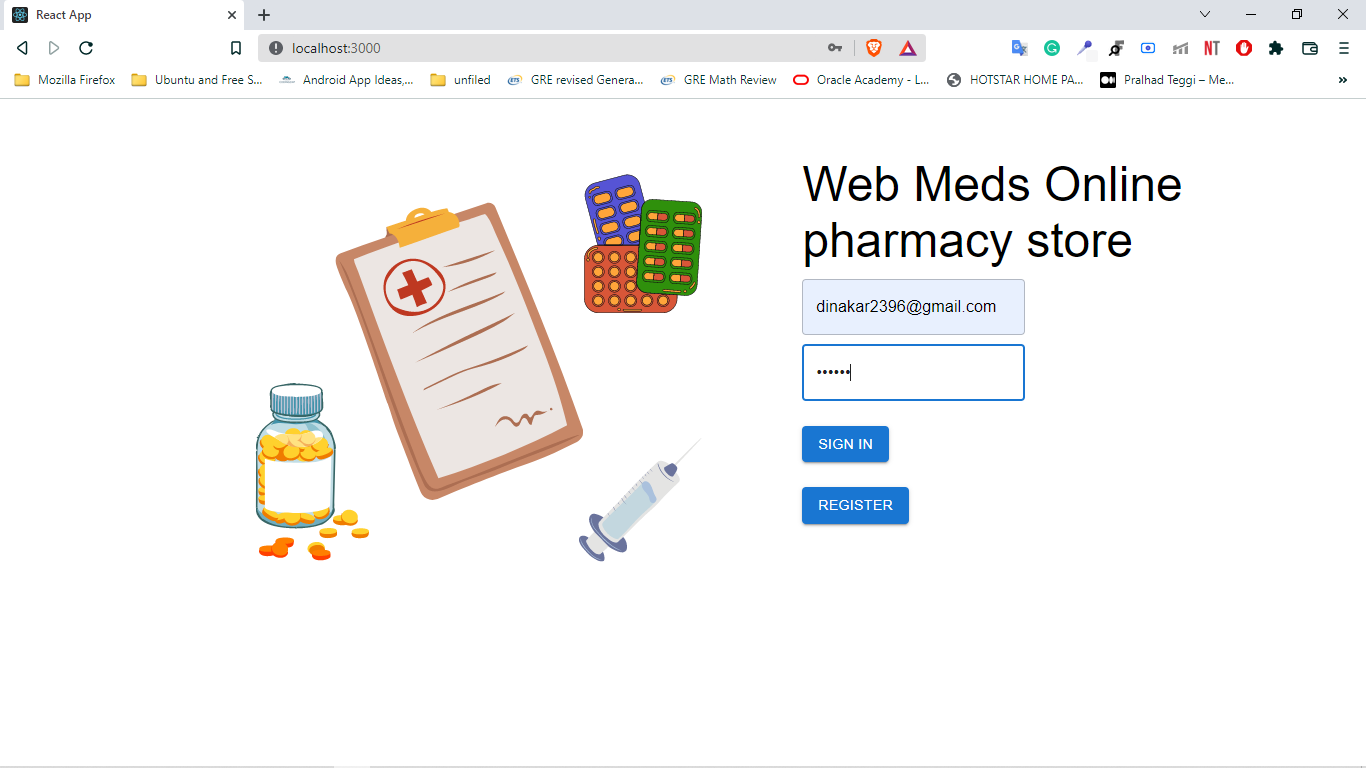 React App
localhost:3000
Mozilla Firefox
Ubuntu and Free S...
Android App Ideas,...
unfiled
ETS
GRE revised Genera...
ETS
GRE Math Review
Oracle Academy - L...
HOTSTAR HOME PA...
Pralhad Teggi – Me...
NT
Web Meds Online
pharmacy store
dinakar2396@gmail.com
••••••
SIGN IN
REGISTER